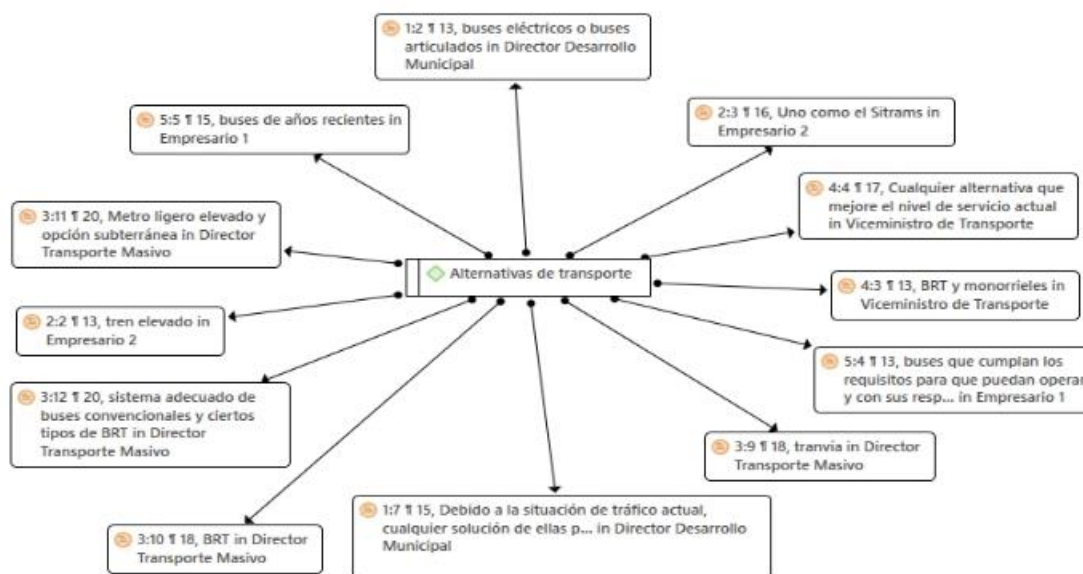 1:2 ¶ 13, buses eléctricos o buses
articulados in Director Desarrollo
Municipal
5:5 ¶ 15, buses de años recientes in
Empresario 1
2:3 ¶ 16, Uno como el Sitrams in
Empresario 2
3:11 ¶ 20, Metro ligero elevado y
opción subterránea in Director
Transporte Masivo
4:4 ¶ 17, Cualquier alternativa que
mejore el nivel de servicio actual
in Viceministro de Transporte
Alternativas de transporte
2:2 ¶ 13, tren elevado in
Empresario 2
4:3 ¶ 13, BRT y monorrieles in
Viceministro de Transporte
3:12 ¶ 20, sistema adecuado de
buses convencionales y ciertos
tipos de BRT in Director
Transporte Masivo
5:4 ¶ 13, buses que cumplan los
requisitos para que puedan operar
y con sus resp... in Empresario 1
3:9 ¶ 18, tranvia in Director
Transporte Masivo
3:10 ¶ 18, BRT in Director
Transporte Masivo
1:7 ¶ 15, Debido a la situación de tráfico actual,
cualquier solución de ellas p... in Director Desarrollo
Municipal